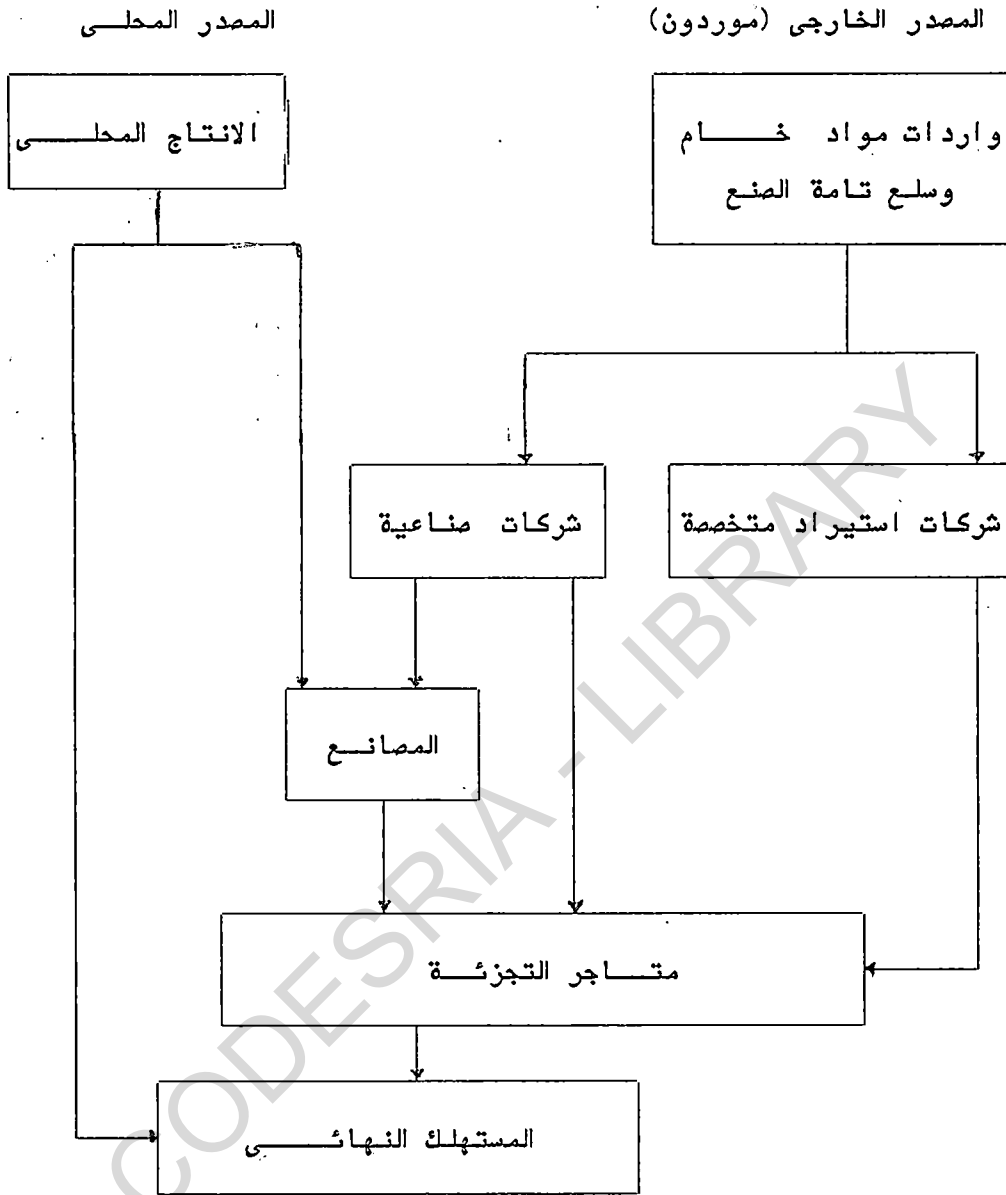 المصدر الخارجى (موردون)
المصدر المحلى
واردات مواد خام
وسلع تامة الصنع
الانتاج المحلى
شركات استيراد متخصصة
شركات صناعية
المصانع
متاجر التجزئة
المستهلك النهائى
CODESRIA - LIBRARY